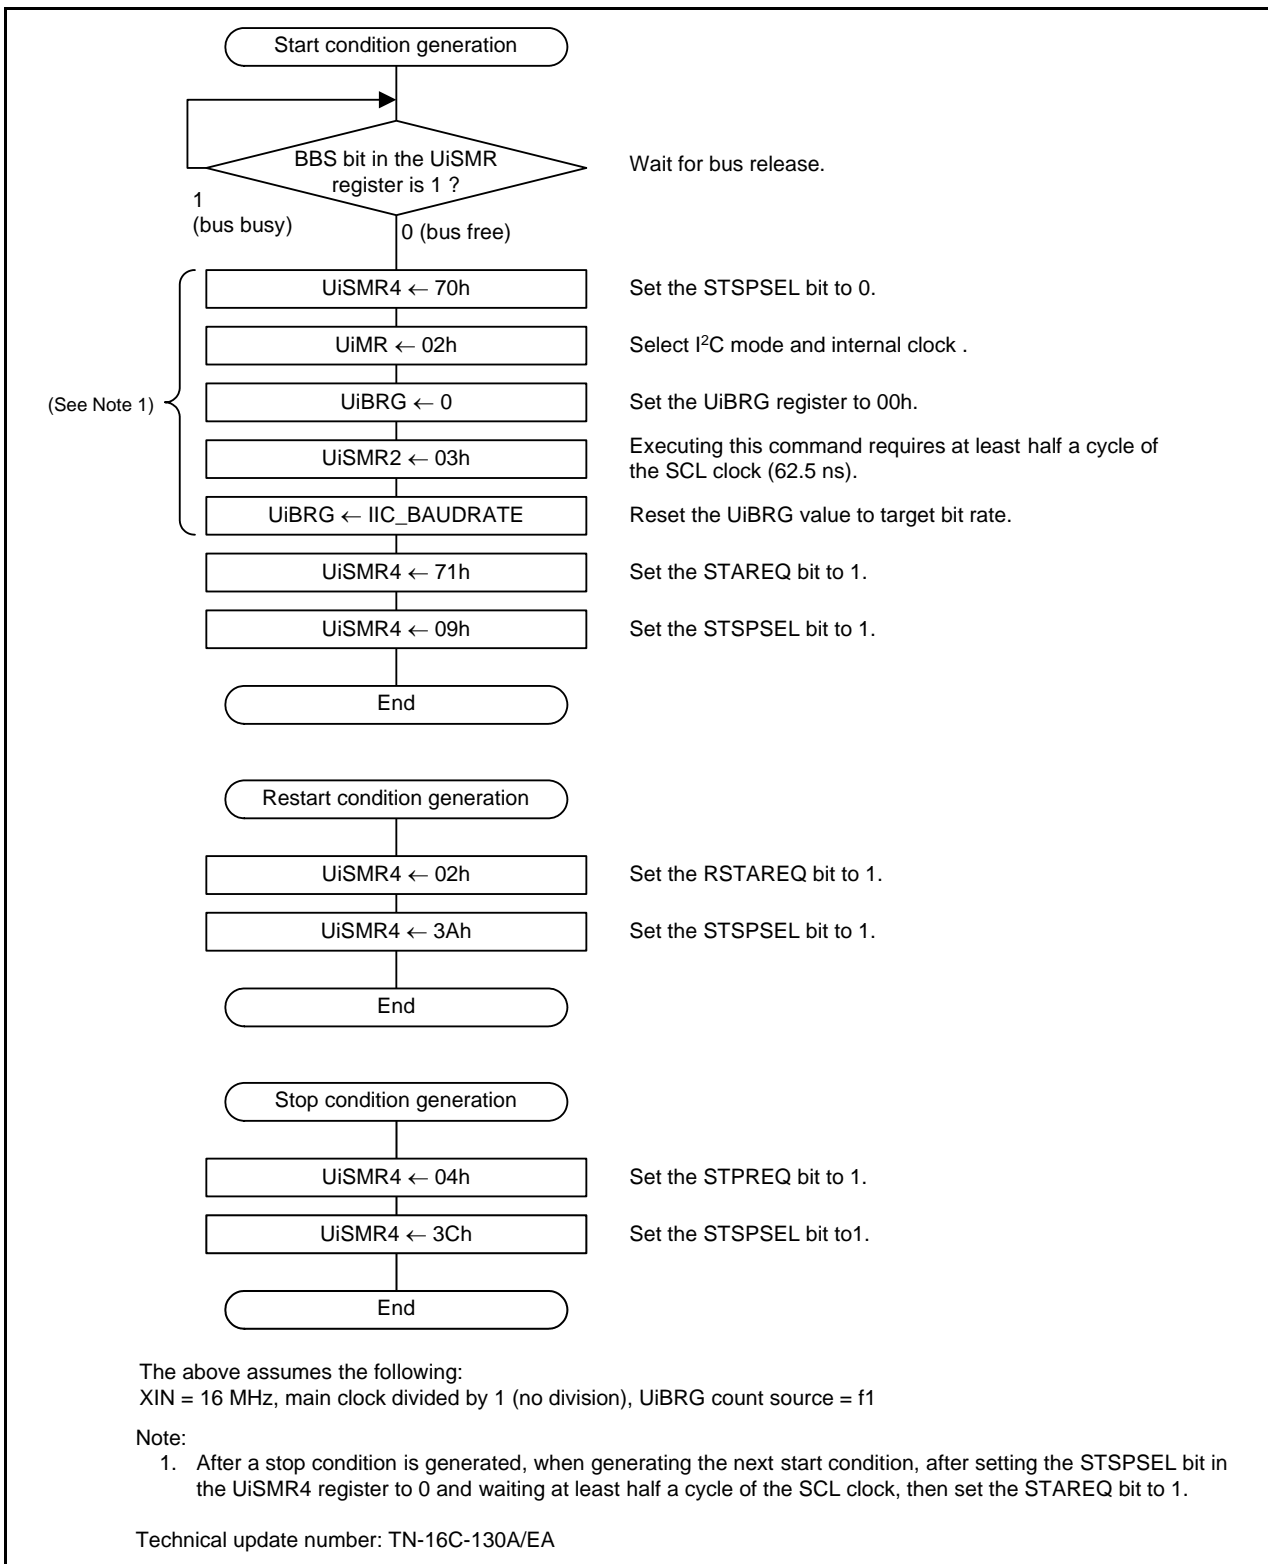 Start condition generation
BBS bit in the UiSMR
register is 1 ?
Wait for bus release.
1
(bus busy)
0 (bus free)
UiSMR4 ← 70h
Set the STSPSEL bit to 0.
UiMR ← 02h
Select I²C mode and internal clock .
(See Note 1)
UiBRG ← 0
Set the UiBRG register to 00h.
UiSMR2 ← 03h
Executing this command requires at least half a cycle of
the SCL clock (62.5 ns).
UiBRG ← IIC_BAUDRATE
Reset the UiBRG value to target bit rate.
UiSMR4 ← 71h
Set the STAREQ bit to 1.
UiSMR4 ← 09h
Set the STSPSEL bit to 1.
End
Restart condition generation
UiSMR4 ← 02h
Set the RSTAREQ bit to 1.
UiSMR4 ← 3Ah
Set the STSPSEL bit to 1.
End
Stop condition generation
UiSMR4 ← 04h
Set the STPREQ bit to 1.
UiSMR4 ← 3Ch
Set the STSPSEL bit to1.
End
The above assumes the following:
XIN = 16 MHz, main clock divided by 1 (no division), UiBRG count source = f1
Note:
1. After a stop condition is generated, when generating the next start condition, after setting the STSPSEL bit in
the UiSMR4 register to 0 and waiting at least half a cycle of the SCL clock, then set the STAREQ bit to 1.
Technical update number: TN-16C-130A/EA